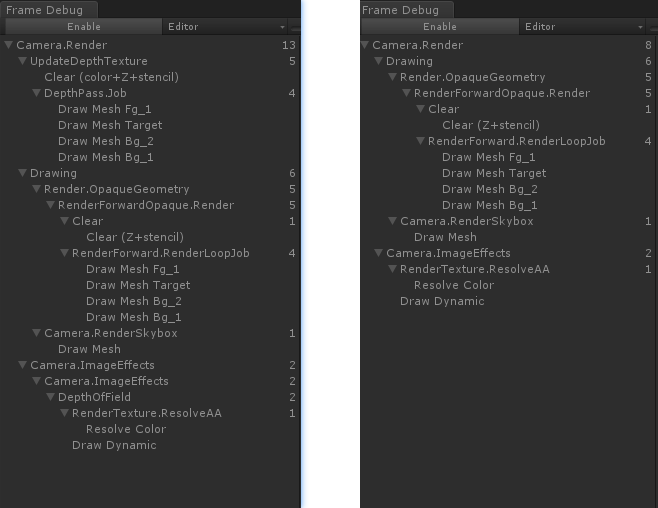 Frame Debug
Enable Editor
Camera.Render 13
UpdateDepthTexture 5
Clear (color+Z+stencil)
DepthPass.Job 4
Draw Mesh Fg_1
Draw Mesh Target
Draw Mesh Bg_2
Draw Mesh Bg_1
Drawing 6
Render.OpaqueGeometry 5
RenderForwardOpaque.Render 5
Clear 1
Clear (Z+stencil)
RenderForward.RenderLoopJob 4
Draw Mesh Fg_1
Draw Mesh Target
Draw Mesh Bg_2
Draw Mesh Bg_1
Camera.RenderSkybox 1
Draw Mesh
Camera.ImageEffects 2
Camera.ImageEffects 2
DepthOfField 2
RenderTexture.ResolveAA 1
Resolve Color
Draw Dynamic
Frame Debug
Enable Editor
Camera.Render 8
Drawing 6
Render.OpaqueGeometry 5
RenderForwardOpaque.Render 5
Clear 1
Clear (Z+stencil)
RenderForward.RenderLoopJob 4
Draw Mesh Fg_1
Draw Mesh Target
Draw Mesh Bg_2
Draw Mesh Bg_1
Camera.RenderSkybox 1
Draw Mesh
Camera.ImageEffects 2
RenderTexture.ResolveAA 1
Resolve Color
Draw Dynamic